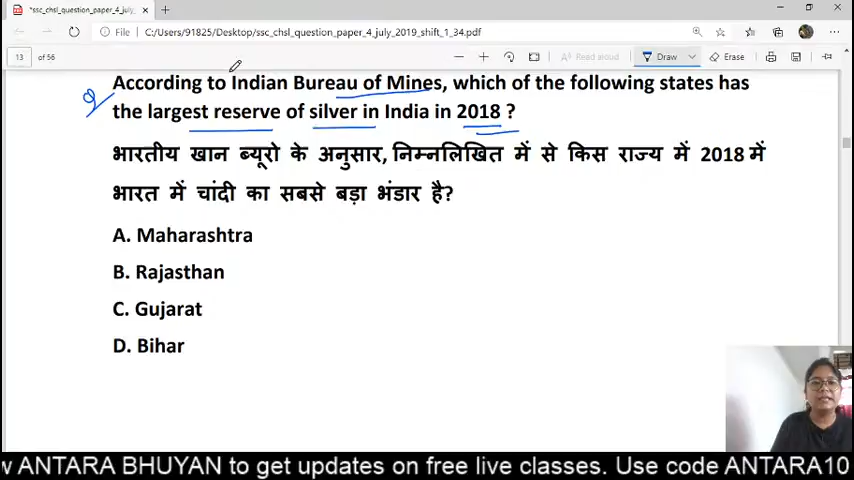 *ssc_chsl_question_paper_4_july
File C:/Users/91825/Desktop/ssc_chsl_question_paper_4_july_2019_shift_1_34.pdf
13 of 56 Read aloud Draw Erase
Q According to Indian Bureau of Mines, which of the following states has
the largest reserve of silver in India in 2018 ?
भारतीय खान ब्यूरो के अनुसार, निम्नलिखित में से किस राज्य में 2018 में
भारत में चांदी का सबसे बड़ा भंडार है?
A. Maharashtra
B. Rajasthan
C. Gujarat
D. Bihar
w ANTARA BHUYAN to get updates on free live classes. Use code ANTARA10